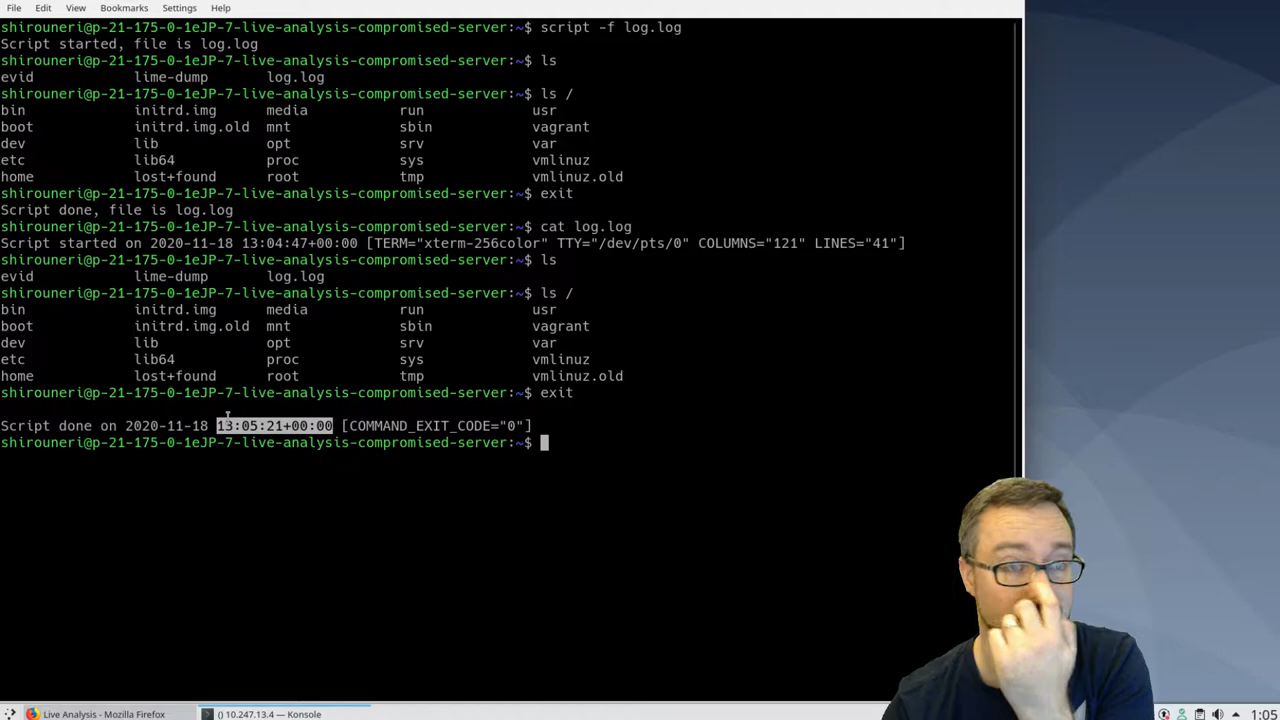 File Edit View Bookmarks Settings Help
shirouneri@p-21-175-0-1eJP-7-live-analysis-compromised-server:~$ script -f log.log
Script started, file is log.log
shirouneri@p-21-175-0-1eJP-7-live-analysis-compromised-server:~$ ls
evid lime-dump log.log
shirouneri@p-21-175-0-1eJP-7-live-analysis-compromised-server:~$ ls /
bin initrd.img media run usr
boot initrd.img.old mnt sbin vagrant
dev lib opt srv var
etc lib64 proc sys vmlinuz
home lost+found root tmp vmlinuz.old
shirouneri@p-21-175-0-1eJP-7-live-analysis-compromised-server:~$ exit
Script done, file is log.log
shirouneri@p-21-175-0-1eJP-7-live-analysis-compromised-server:~$ cat log.log
Script started on 2020-11-18 13:04:47+00:00 [TERM="xterm-256color" TTY="/dev/pts/0" COLUMNS="121" LINES="41"]
shirouneri@p-21-175-0-1eJP-7-live-analysis-compromised-server:~$ ls
evid lime-dump log.log
shirouneri@p-21-175-0-1eJP-7-live-analysis-compromised-server:~$ ls /
bin initrd.img media run usr
boot initrd.img.old mnt sbin vagrant
dev lib opt srv var
etc lib64 proc sys vmlinuz
home lost+found root tmp vmlinuz.old
shirouneri@p-21-175-0-1eJP-7-live-analysis-compromised-server:~$ exit
Script done on 2020-11-18 13:05:21+00:00 [COMMAND_EXIT_CODE="0"]
shirouneri@p-21-175-0-1eJP-7-live-analysis-compromised-server:~$
Live Analysis - Mozilla Firefox () 10.247.13.4 — Konsole 1:05